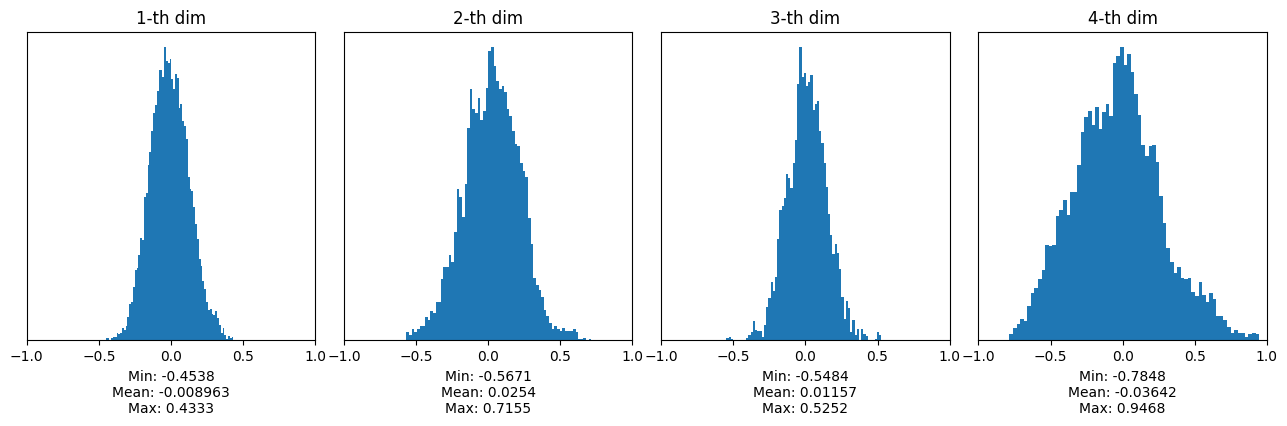 1-th dim
2-th dim
3-th dim
4-th dim
−1.0 −0.5 0.0 0.5 1.0
−1.0 −0.5 0.0 0.5 1.0
−1.0 −0.5 0.0 0.5 1.0
−1.0 −0.5 0.0 0.5 1.0
Min: -0.4538
Mean: -0.008963
Max: 0.4333
Min: -0.5671
Mean: 0.0254
Max: 0.7155
Min: -0.5484
Mean: 0.01157
Max: 0.5252
Min: -0.7848
Mean: -0.03642
Max: 0.9468